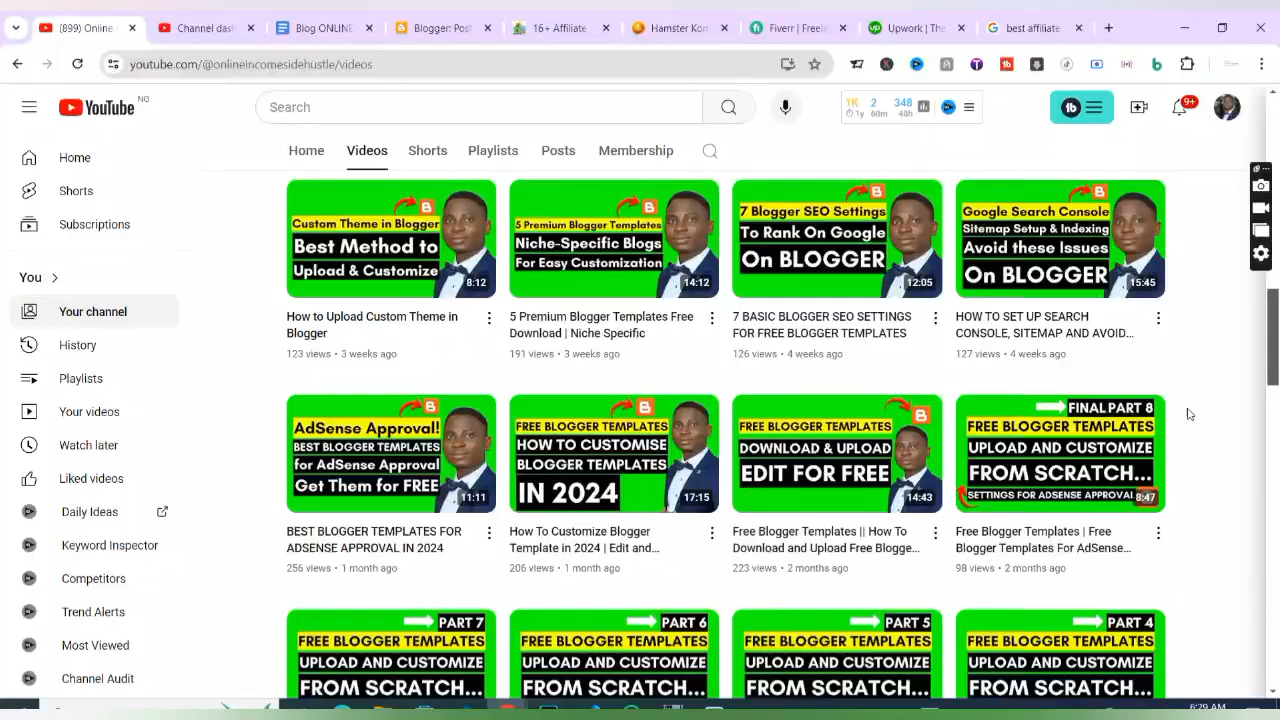 (899) Online
Channel das
Blog ONLINE
Blogger: Post
16+ Affiliate
Hamster Kom
Fiverr | Freela
Upwork | The
best affiliate
youtube.com/@onlineincomesidehustle/videos
YouTube NG
Search
1K 2 348
1y 60m 48h
9+
Home
Shorts
Subscriptions
You
Your channel
History
Playlists
Your videos
Watch later
Liked videos
Daily Ideas
Keyword Inspector
Competitors
Trend Alerts
Most Viewed
Channel Audit
Home Videos Shorts Playlists Posts Membership
Custom Theme in Blogger
Best Method to
Upload & Customize
8:12
How to Upload Custom Theme in
Blogger
123 views • 3 weeks ago
5 Premium Blogger Templates
Niche-Specific Blogs
For Easy Customization
14:12
5 Premium Blogger Templates Free
Download | Niche Specific
191 views • 3 weeks ago
7 Blogger SEO Settings
To Rank On Google
On BLOGGER
12:05
7 BASIC BLOGGER SEO SETTINGS
FOR FREE BLOGGER TEMPLATES
126 views • 4 weeks ago
Google Search Console
Sitemap Setup & Indexing
Avoid these Issues
On BLOGGER
15:45
HOW TO SET UP SEARCH
CONSOLE, SITEMAP AND AVOID...
127 views • 4 weeks ago
AdSense Approval!
BEST BLOGGER TEMPLATES
for AdSense Approval
Get Them for FREE
11:11
BEST BLOGGER TEMPLATES FOR
ADSENSE APPROVAL IN 2024
256 views • 1 month ago
FREE BLOGGER TEMPLATES
HOW TO CUSTOMISE
BLOGGER TEMPLATES
IN 2024
17:15
How To Customize Blogger
Template in 2024 | Edit and...
206 views • 1 month ago
FREE BLOGGER TEMPLATES
DOWNLOAD & UPLOAD
EDIT FOR FREE
14:43
Free Blogger Templates || How To
Download and Upload Free Blogge...
223 views • 2 months ago
FINAL PART 8
FREE BLOGGER TEMPLATES
UPLOAD AND CUSTOMIZE
FROM SCRATCH...
SETTINGS FOR ADSENSE APPROVAL
8:47
Free Blogger Templates | Free
Blogger Templates For AdSense...
98 views • 2 months ago
PART 7
FREE BLOGGER TEMPLATES
UPLOAD AND CUSTOMIZE
FROM SCRATCH...
PART 6
FREE BLOGGER TEMPLATES
UPLOAD AND CUSTOMIZE
FROM SCRATCH...
PART 5
FREE BLOGGER TEMPLATES
UPLOAD AND CUSTOMIZE
FROM SCRATCH...
PART 4
FREE BLOGGER TEMPLATES
UPLOAD AND CUSTOMIZE
FROM SCRATCH...
6:29 AM